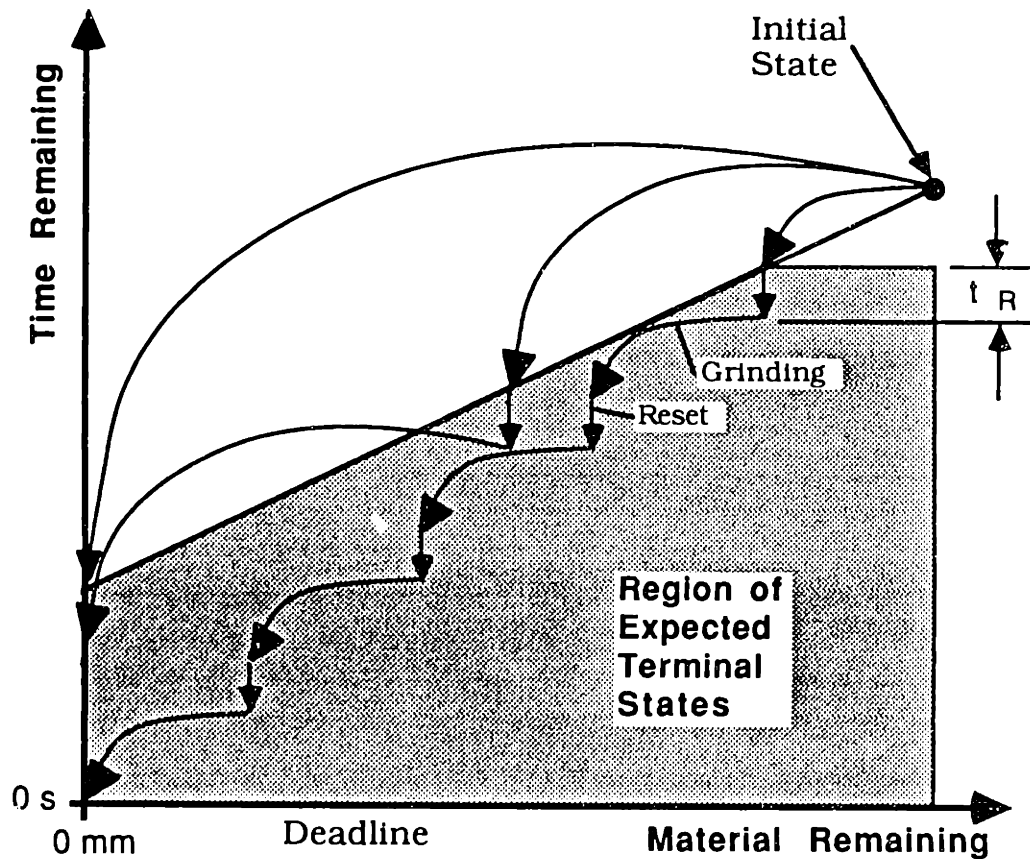 Initial
State
Time Remaining
t R
Grinding
Reset
Region of
Expected
Terminal
States
0 s
0 mm
Deadline
Material Remaining